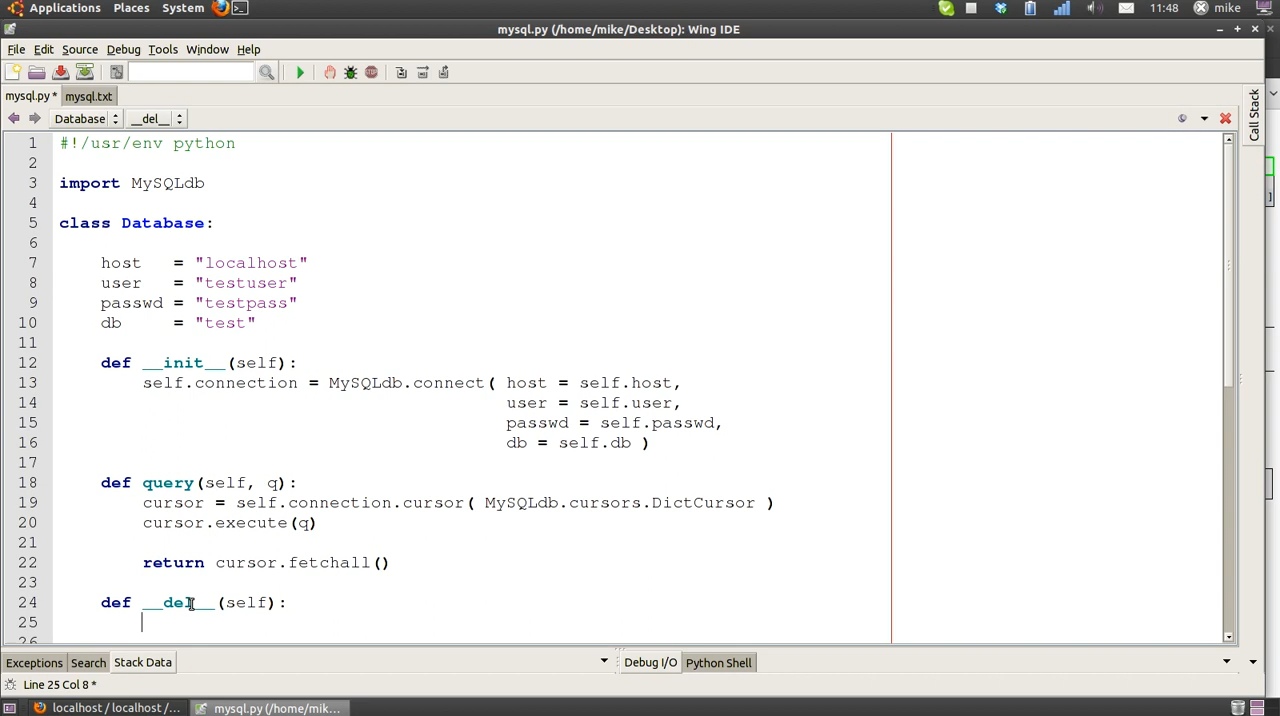 Applications Places System 11:48 mike
mysql.py (/home/mike/Desktop): Wing IDE
File Edit Source Debug Tools Window Help
mysql.py * mysql.txt
Database __del__
Call Stack
1 #!/usr/env python
2
3 import MySQLdb
4
5 class Database:
6
7 host = "localhost"
8 user = "testuser"
9 passwd = "testpass"
10 db = "test"
11
12 def __init__(self):
13 self.connection = MySQLdb.connect( host = self.host,
14 user = self.user,
15 passwd = self.passwd,
16 db = self.db )
17
18 def query(self, q):
19 cursor = self.connection.cursor( MySQLdb.cursors.DictCursor )
20 cursor.execute(q)
21
22 return cursor.fetchall()
23
24 def __del__(self):
25
26
Exceptions Search Stack Data Debug I/O Python Shell
Line 25 Col 8 *
localhost / localhost /... mysql.py (/home/mik...